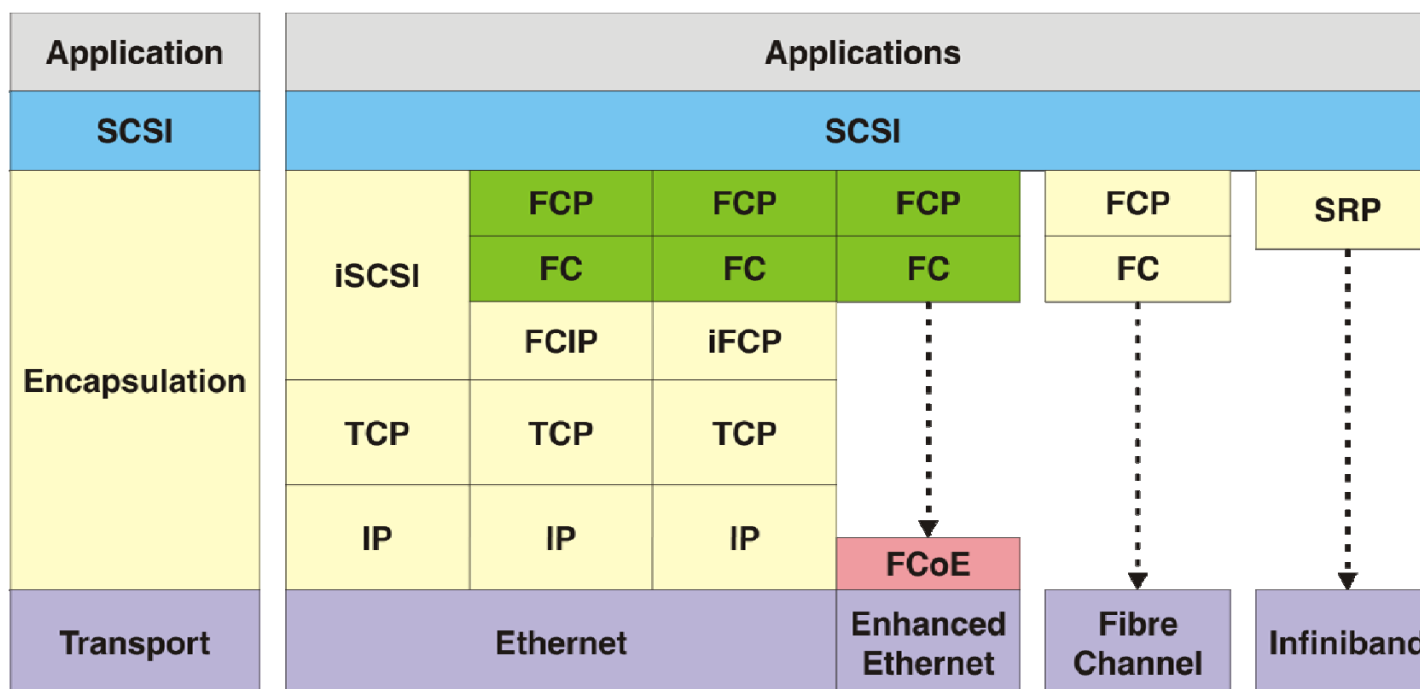 Application
Applications
SCSI
SCSI
Encapsulation
iSCSI
FCP
FCP
FCP
FCP
SRP
FC
FC
FC
FC
FCIP
iFCP
TCP
TCP
TCP
IP
IP
IP
FCoE
Transport
Ethernet
Enhanced
Ethernet
Fibre
Channel
Infiniband